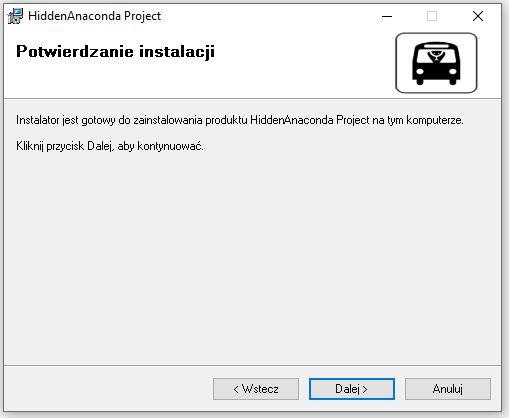 HiddenAnaconda Project
Potwierdzanie instalacji
Instalator jest gotowy do zainstalowania produktu HiddenAnaconda Project na tym komputerze.
Kliknij przycisk Dalej, aby kontynuować.
< Wstecz
Dalej >
Anuluj